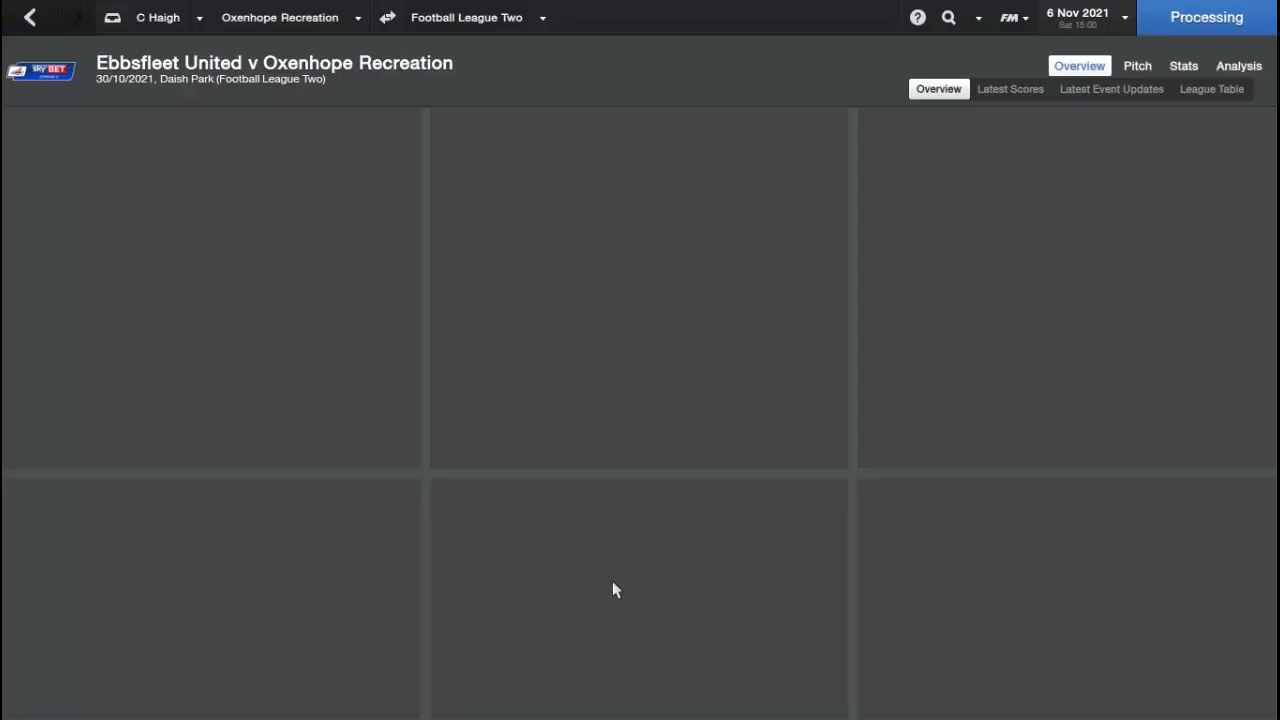 C Haigh
Oxenhope Recreation
Football League Two
FM
6 Nov 2021
Sat 15:00
Processing
sky BET
Ebbsfleet United v Oxenhope Recreation
30/10/2021, Daish Park (Football League Two)
Overview
Pitch
Stats
Analysis
Overview
Latest Scores
Latest Event Updates
League Table